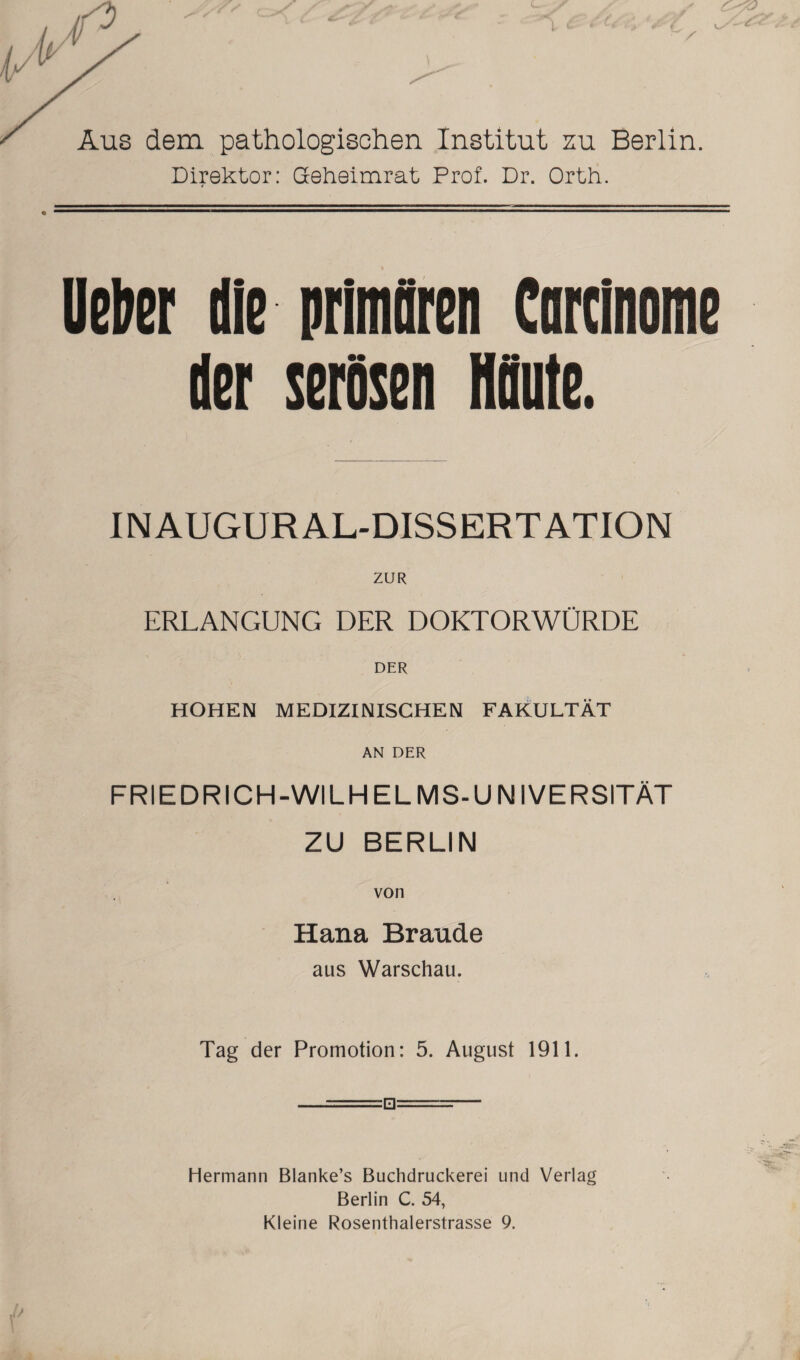 Aus dem pathologischen Institut zu Berlin.
Direktor: Geheimrat Prof. Dr. Orth.
Ueber die primären Carcinome
der serösen Häute.
INAUGURAL-DISSERTATION
ZUR
ERLANGUNG DER DOKTORWÜRDE
DER
HOHEN MEDIZINISCHEN FAKULTÄT
AN DER
FRIEDRICH-WILHELMS-UNIVERSITÄT
ZU BERLIN
von
Hana Braude
aus Warschau.
Tag der Promotion: 5. August 1911.
Hermann Blanke's Buchdruckerei und Verlag
Berlin C. 54,
Kleine Rosenthalerstrasse 9.